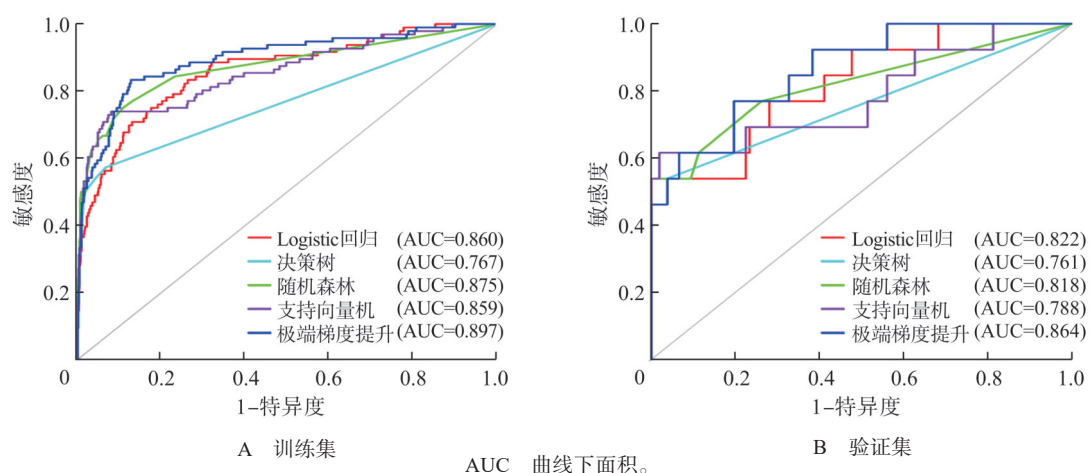 1.0
0.8
0.6
0.4
0.2
敏感度
Logistic回归 (AUC=0.860)
决策树 (AUC=0.767)
随机森林 (AUC=0.875)
支持向量机 (AUC=0.859)
极端梯度提升 (AUC=0.897)
0 0.2 0.4 0.6 0.8 1.0
1-特异度
A 训练集
1.0
0.8
0.6
0.4
0.2
敏感度
Logistic回归 (AUC=0.822)
决策树 (AUC=0.761)
随机森林 (AUC=0.818)
支持向量机 (AUC=0.788)
极端梯度提升 (AUC=0.864)
0 0.2 0.4 0.6 0.8 1.0
1-特异度
B 验证集
AUC 曲线下面积。